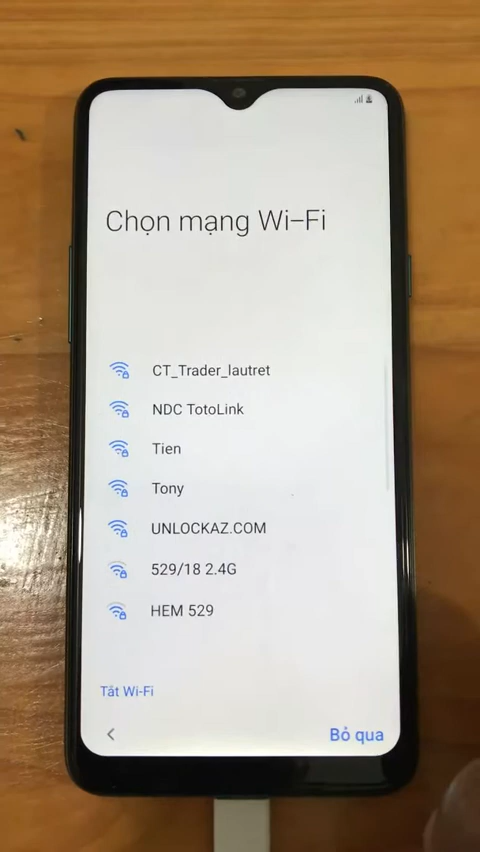 Chọn mạng Wi-Fi
CT_Trader_lautret
NDC TotoLink
Tien
Tony
UNLOCKAZ.COM
529/18 2.4G
HEM 529
Tắt Wi-Fi
Bỏ qua